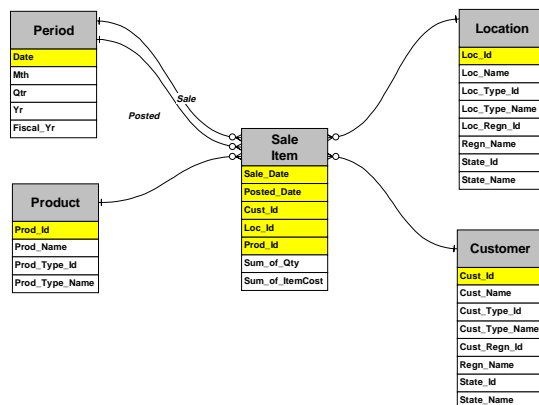 Period
Date
Mth
Qtr
Yr
Fiscal_Yr
Sale
Posted
Product
Prod_Id
Prod_Name
Prod_Type_Id
Prod_Type_Name
Sale
Item
Sale_Date
Posted_Date
Cust_Id
Loc_Id
Prod_Id
Sum_of_Qty
Sum_of_ItemCost
Location
Loc_Id
Loc_Name
Loc_Type_Id
Loc_Type_Name
Loc_Regn_Id
Regn_Name
State_Id
State_Name
Customer
Cust_Id
Cust_Name
Cust_Type_Id
Cust_Type_Name
Cust_Regn_Id
Regn_Name
State_Id
State_Name